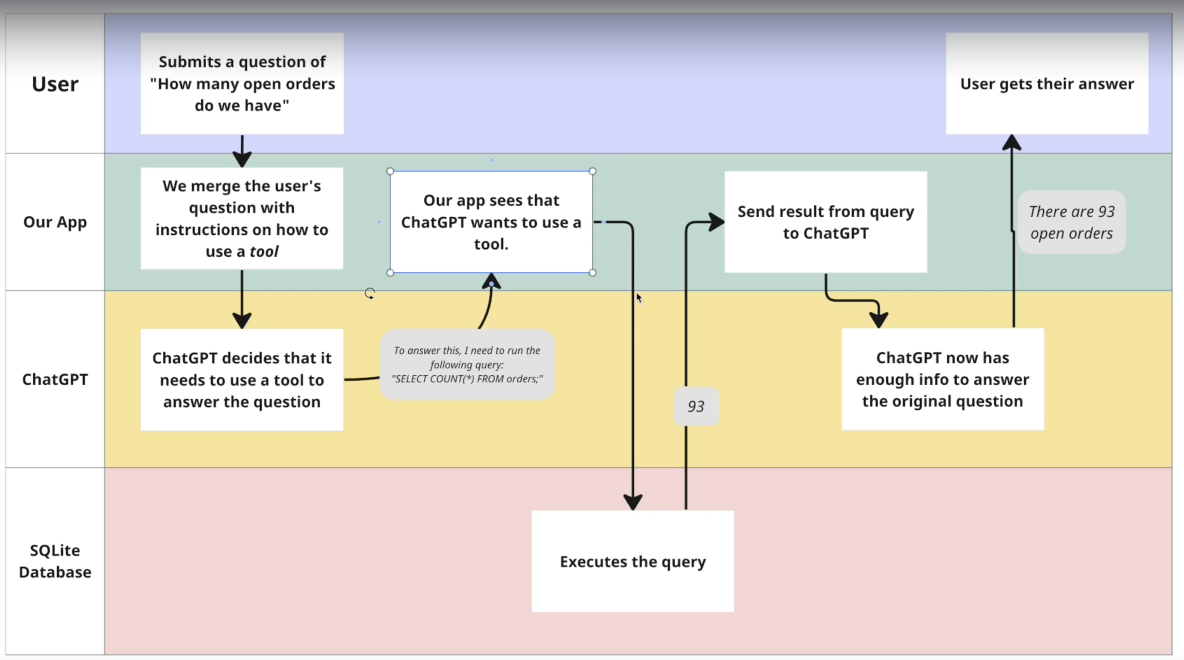 User
Submits a question of
"How many open orders
do we have"
User gets their answer
Our App
We merge the user's
question with
instructions on how to
use a tool
Our app sees that
ChatGPT wants to use a
tool.
Send result from query
to ChatGPT
There are 93
open orders
ChatGPT
ChatGPT decides that it
needs to use a tool to
answer the question
To answer this, I need to run the
following query:
"SELECT COUNT(*) FROM orders;"
93
ChatGPT now has
enough info to answer
the original question
SQLite
Database
Executes the query